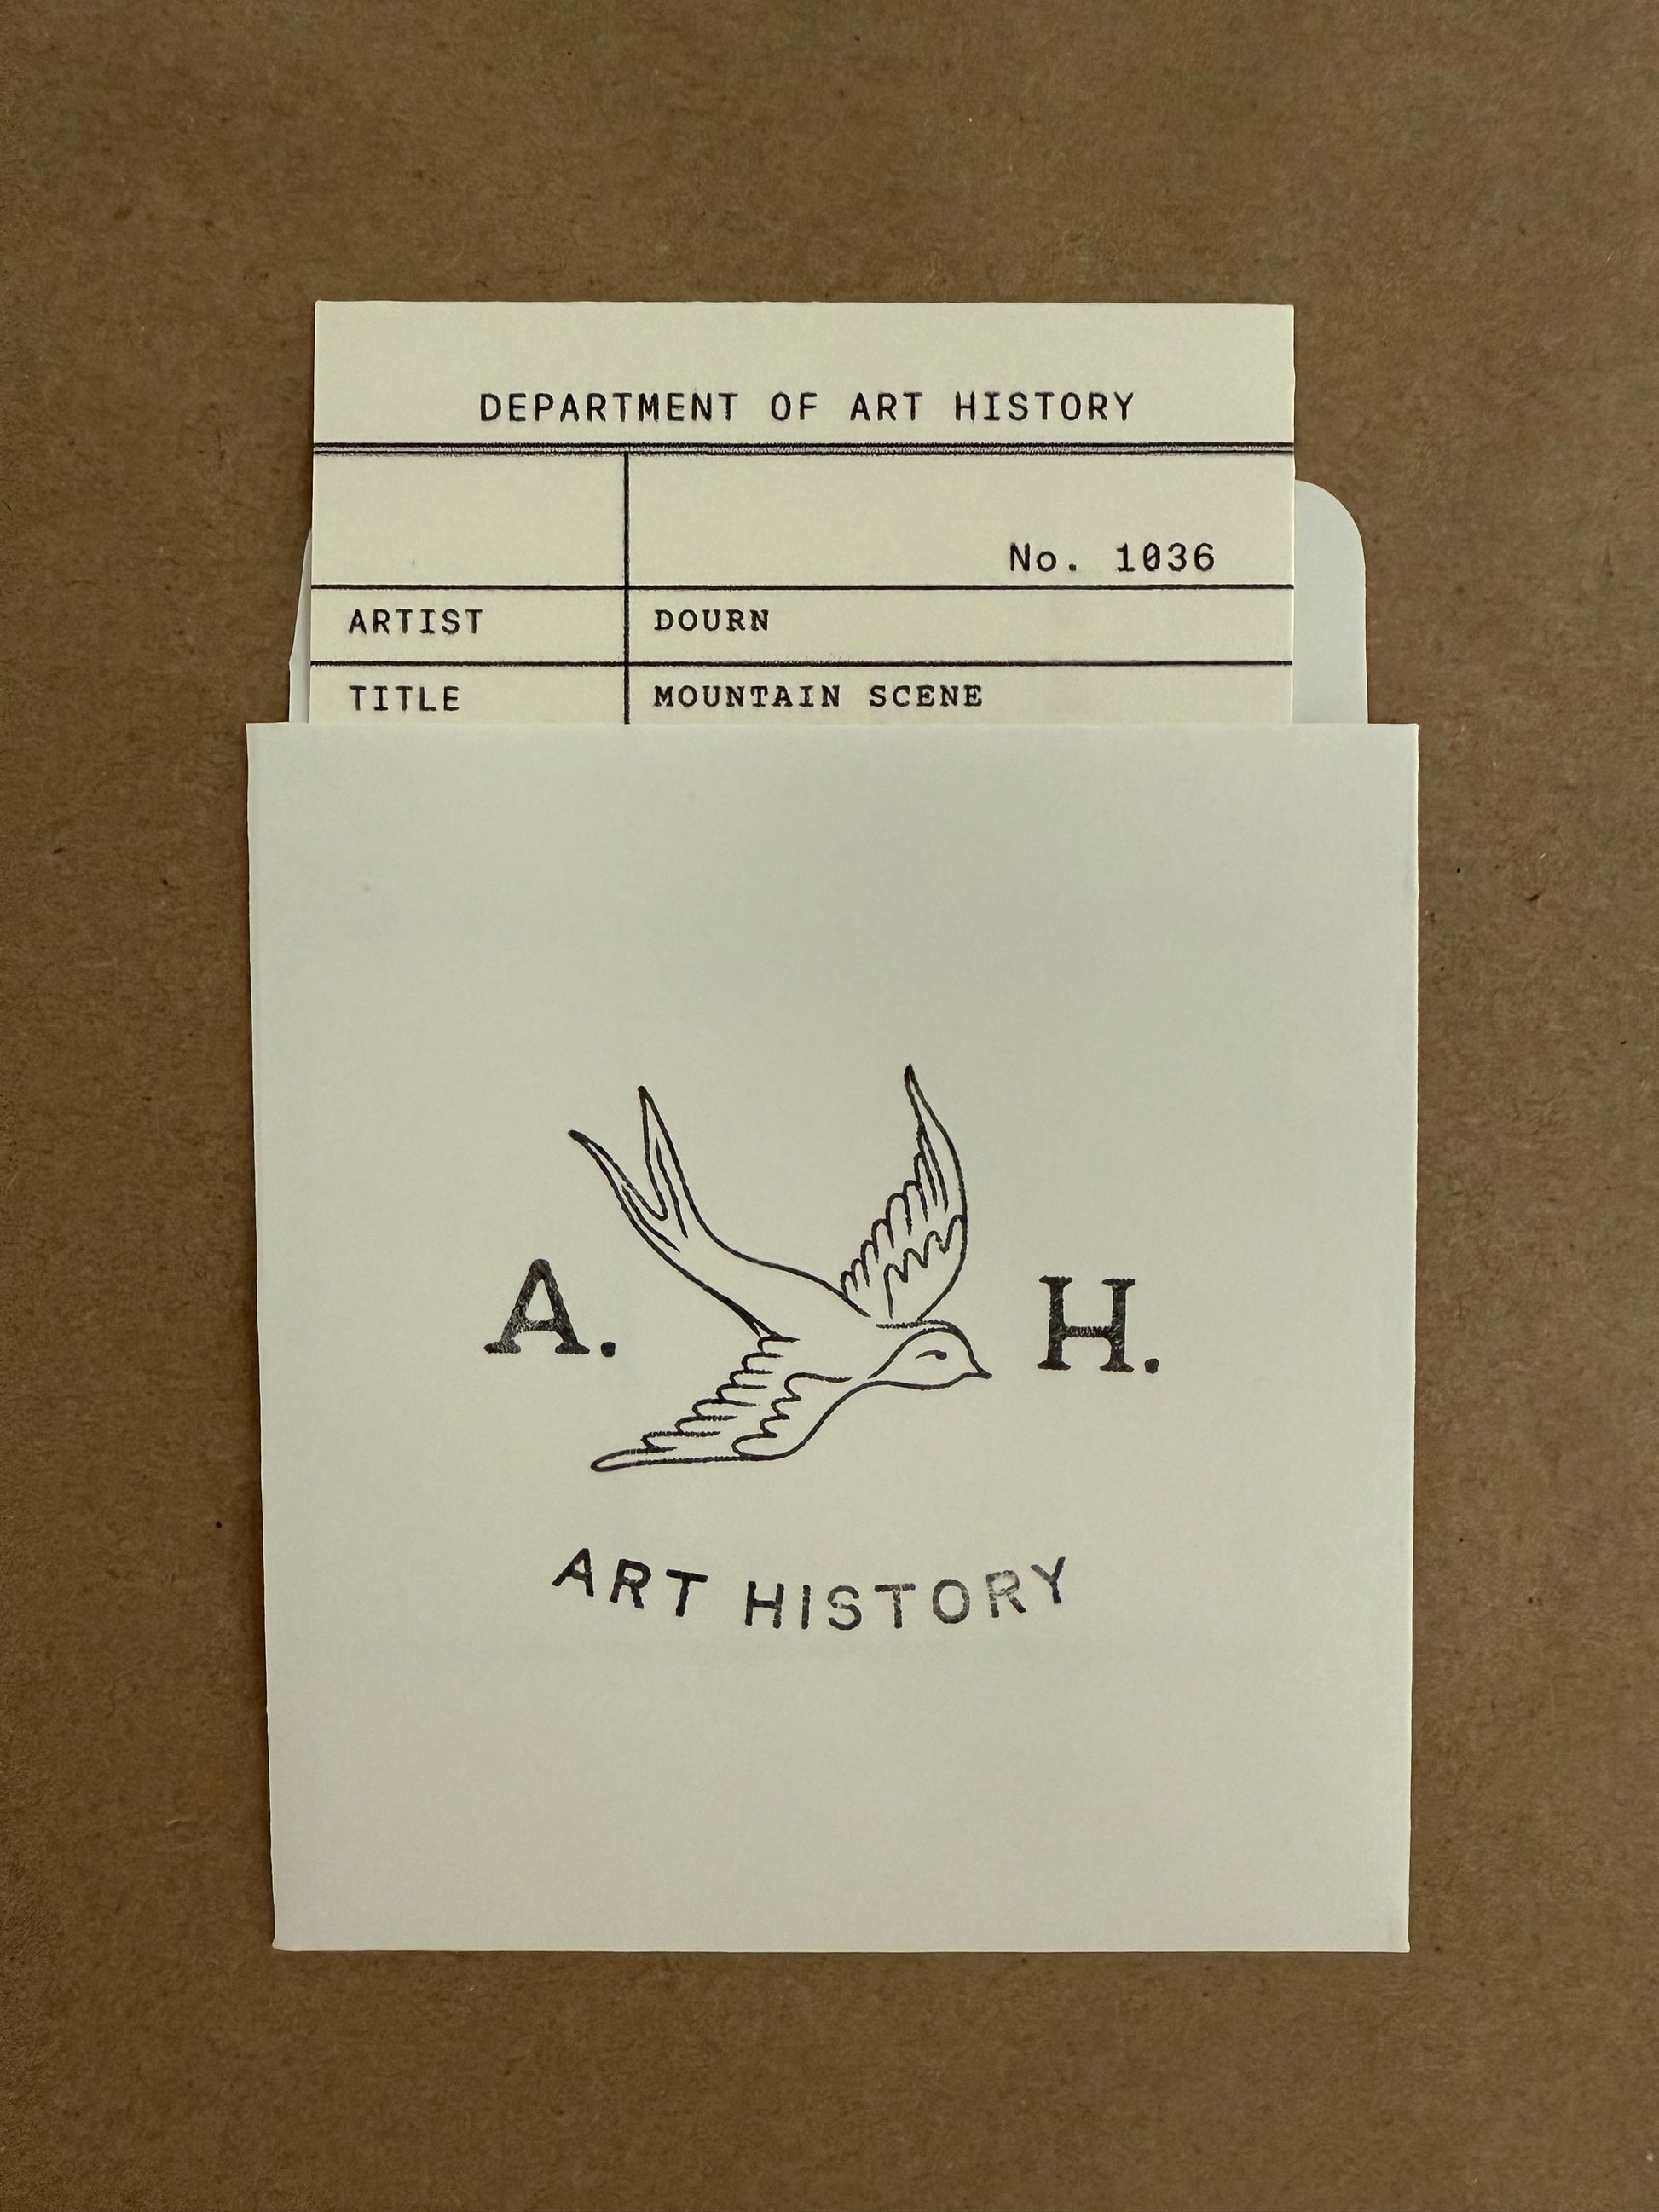 DEPARTMENT OF ART HISTORY
No. 1036
ARTIST DOURN
TITLE MOUNTAIN SCENE
A. H.
ART HISTORY